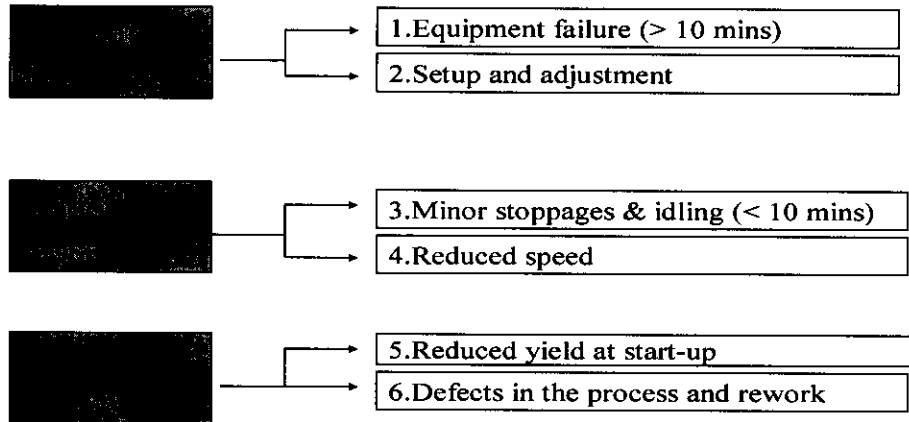 1.Equipment failure (> 10 mins)
2.Setup and adjustment
3.Minor stoppages & idling (< 10 mins)
4.Reduced speed
5.Reduced yield at start-up
6.Defects in the process and rework